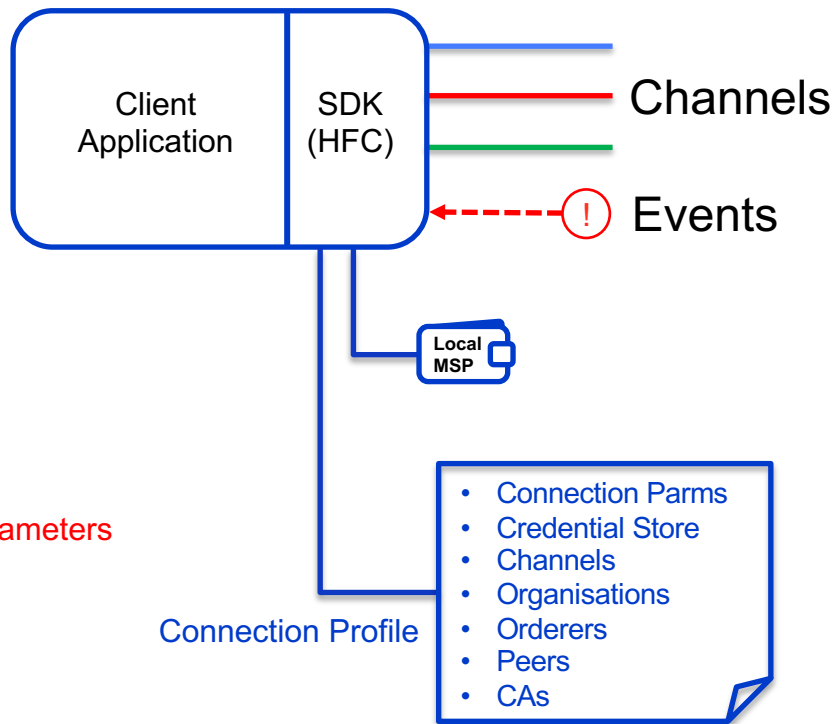 Client
Application
SDK
(HFC)
Channels
!
Events
Local
MSP
ameters
Connection Profile
• Connection Parms
• Credential Store
• Channels
• Organisations
• Orderers
• Peers
• CAs